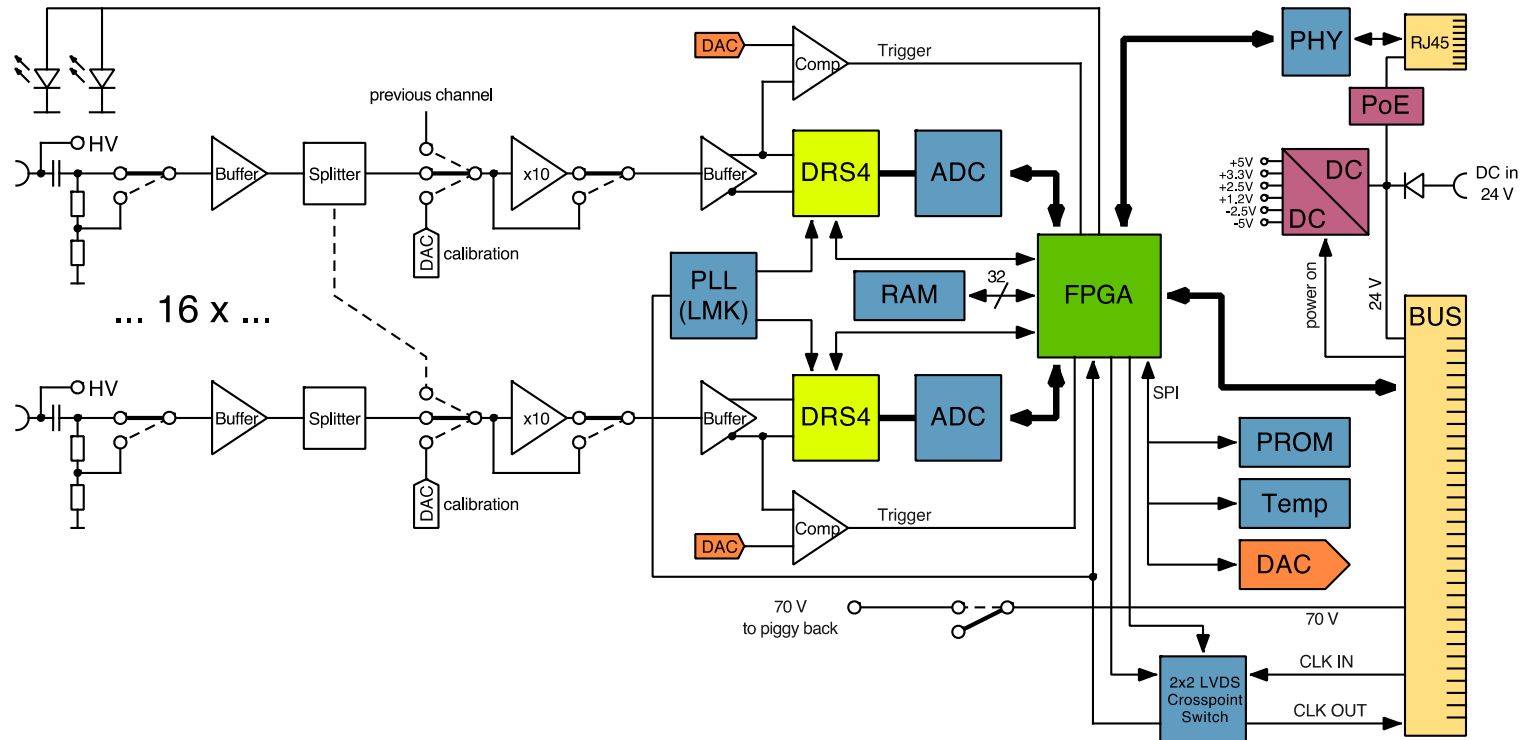 DAC
Comp
Trigger
PHY
RJ45
previous channel
PoE
HV
Buffer
Splitter
x10
Buffer
DRS4
ADC
+5V
+3.3V
+2.5V
+1.2V
-2.5V
-5V
DC
DC
DC in
24 V
DAC
calibration
PLL
(LMK)
RAM
32
FPGA
power on
24 V
BUS
... 16 x ...
HV
Buffer
Splitter
x10
Buffer
DRS4
ADC
SPI
PROM
DAC
calibration
Comp
Trigger
DAC
Temp
DAC
70 V
to piggy back
70 V
2x2 LVDS
Crosspoint
Switch
CLK IN
CLK OUT